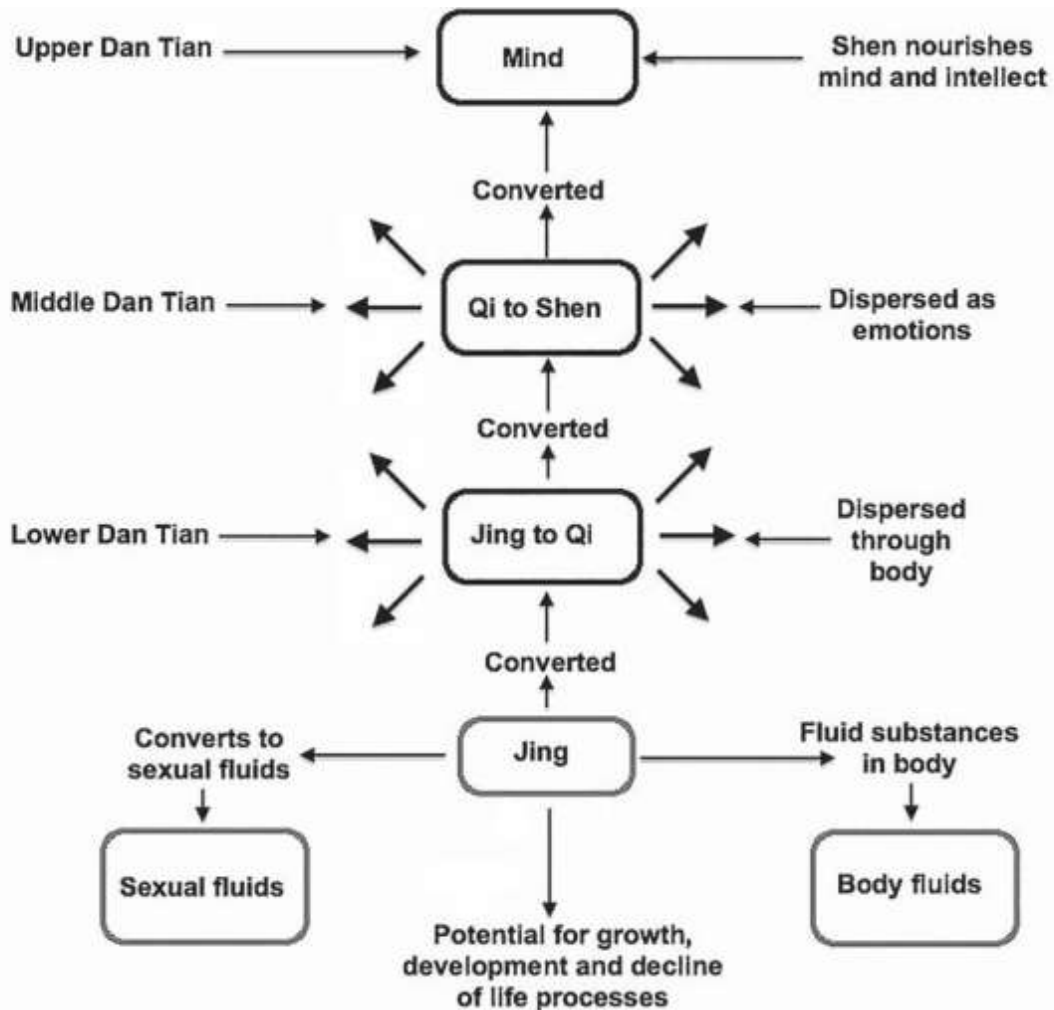 Upper Dan Tian
Mind
Shen nourishes
mind and intellect
Converted
Middle Dan Tian
Qi to Shen
Dispersed as
emotions
Converted
Lower Dan Tian
Jing to Qi
Dispersed
through
body
Converted
Converts to
sexual fluids
Jing
Fluid substances
in body
Sexual fluids
Body fluids
Potential for growth,
development and decline
of life processes